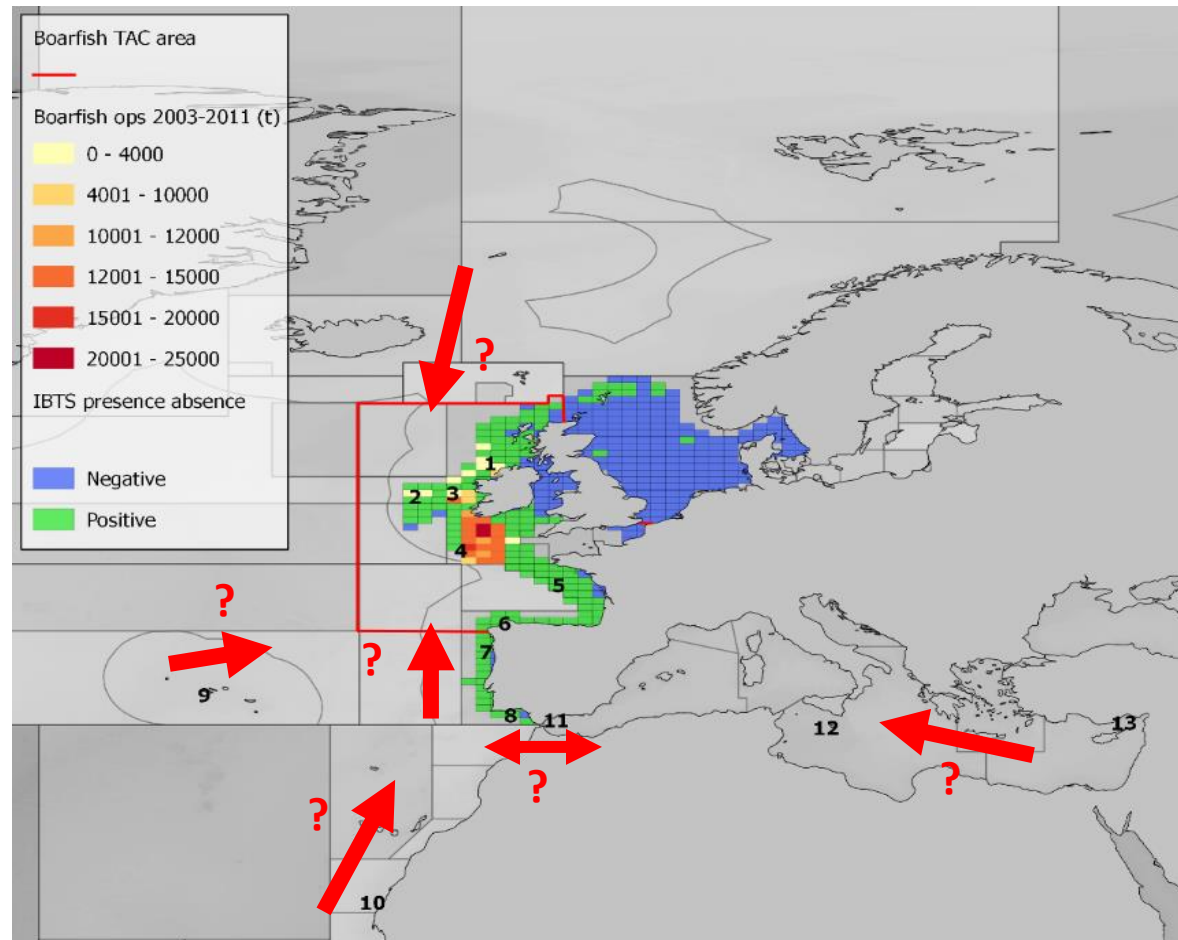 Boarfish TAC area
Boarfish ops 2003-2011 (t)
0 - 4000
4001 - 10000
10001 - 12000
12001 - 15000
15001 - 20000
20001 - 25000
IBTS presence absence
Negative
Positive
?
1
2
3
4
5
?
6
?
7
9
8
11
12
13
?
?
?
10